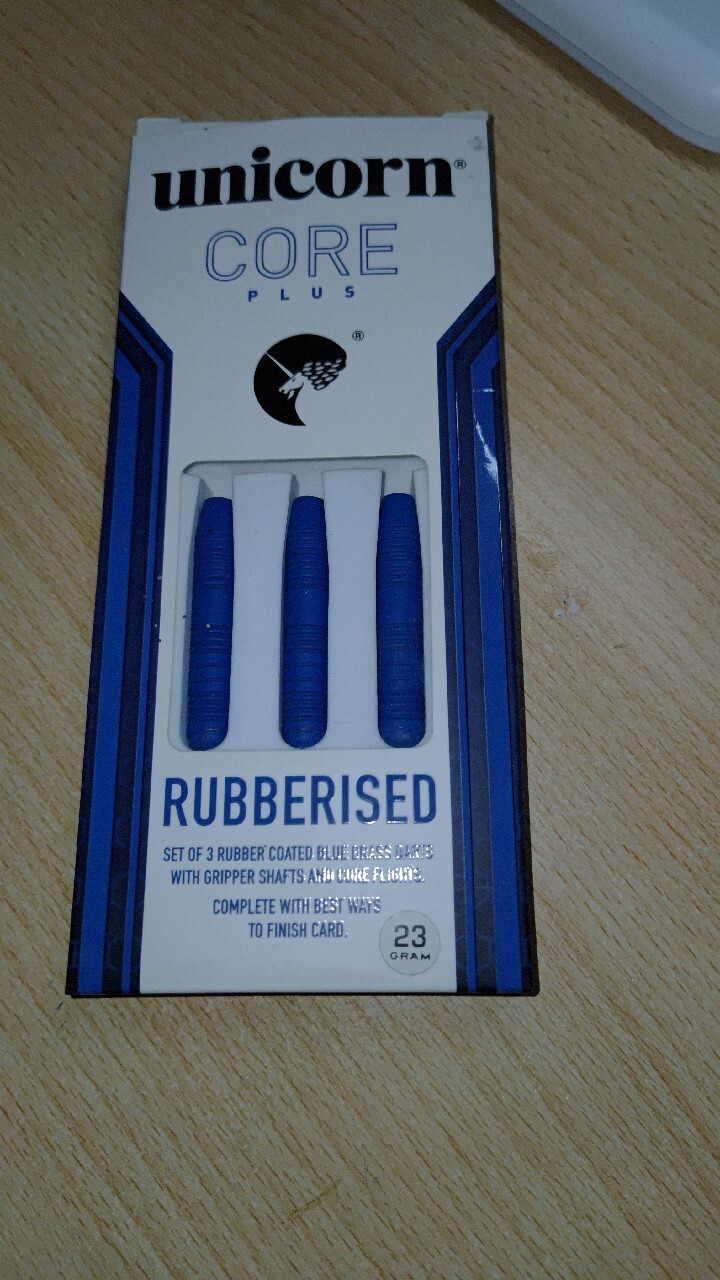 unicorn®
CORE
PLUS
®
RUBBERISED
SET OF 3 RUBBER COATED BLUE BRASS DARTS
WITH GRIPPER SHAFTS AND CORE FLIGHTS.
COMPLETE WITH BEST WAYS
TO FINISH CARD.
23
GRAM